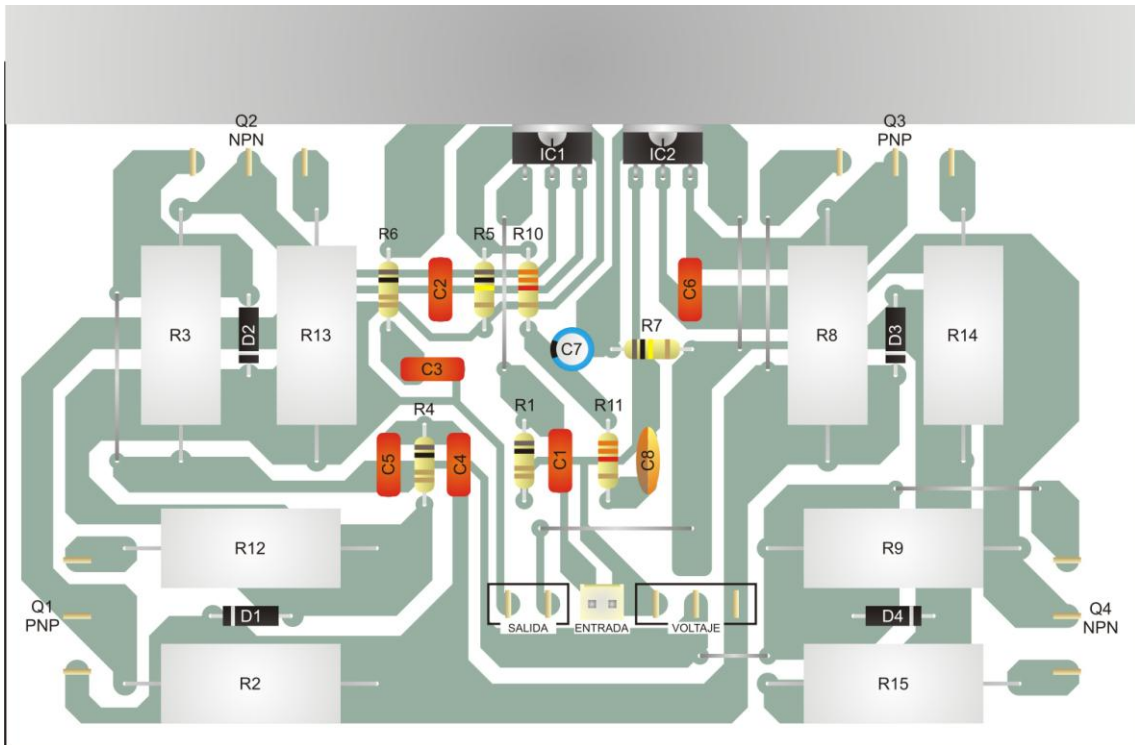 Q2
NPN
Q3
PNP
IC1
IC2
R6
R5
R10
C2
C6
R3
D2
R13
R7
C7
R8
D3
R14
C3
R4
R1
R11
C5
C4
C1
C8
R12
R9
Q1
PNP
D1
SALIDA
ENTRADA
VOLTAJE
D4
Q4
NPN
R2
R15